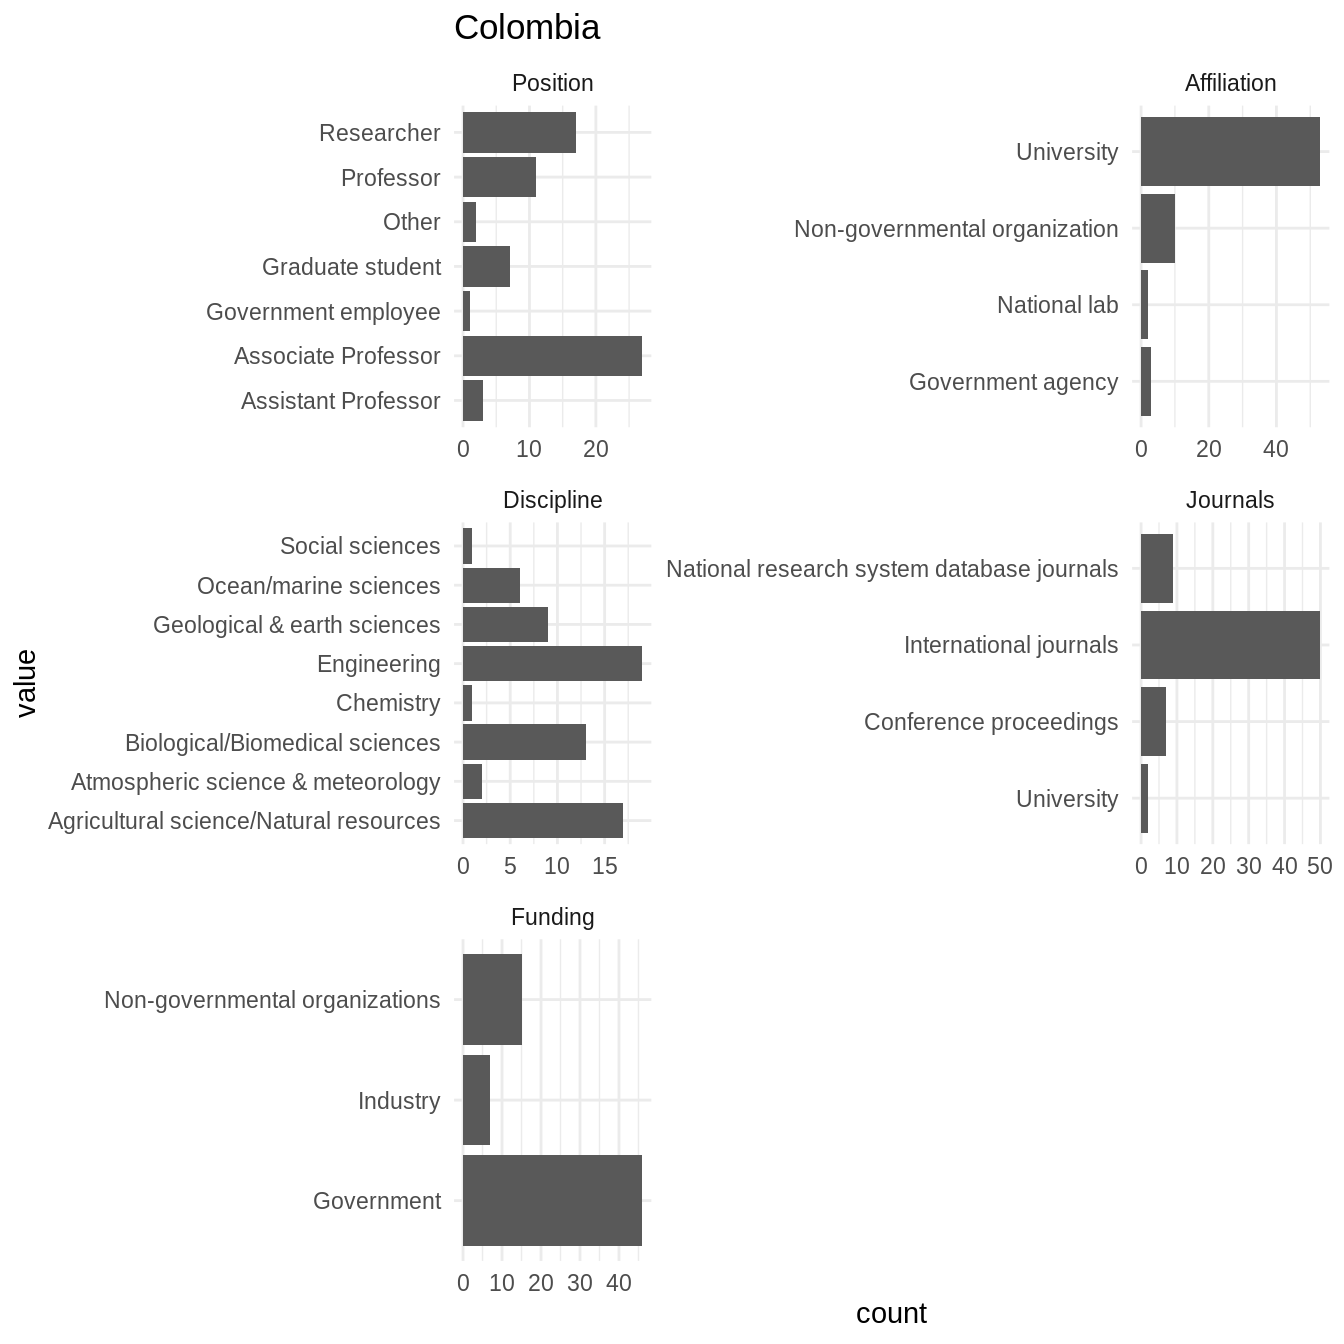 Colombia
Position
Researcher
Professor
Other
Graduate student
Government employee
Associate Professor
Assistant Professor
0 10 20
Affiliation
University
Non-governmental organization
National lab
Government agency
0 20 40
Discipline
Social sciences
Ocean/marine sciences
Geological & earth sciences
Engineering
Chemistry
Biological/Biomedical sciences
Atmospheric science & meteorology
Agricultural science/Natural resources
0 5 10 15
Journals
National research system database journals
International journals
Conference proceedings
University
0 10 20 30 40 50
Funding
Non-governmental organizations
Industry
Government
0 10 20 30 40
value
count